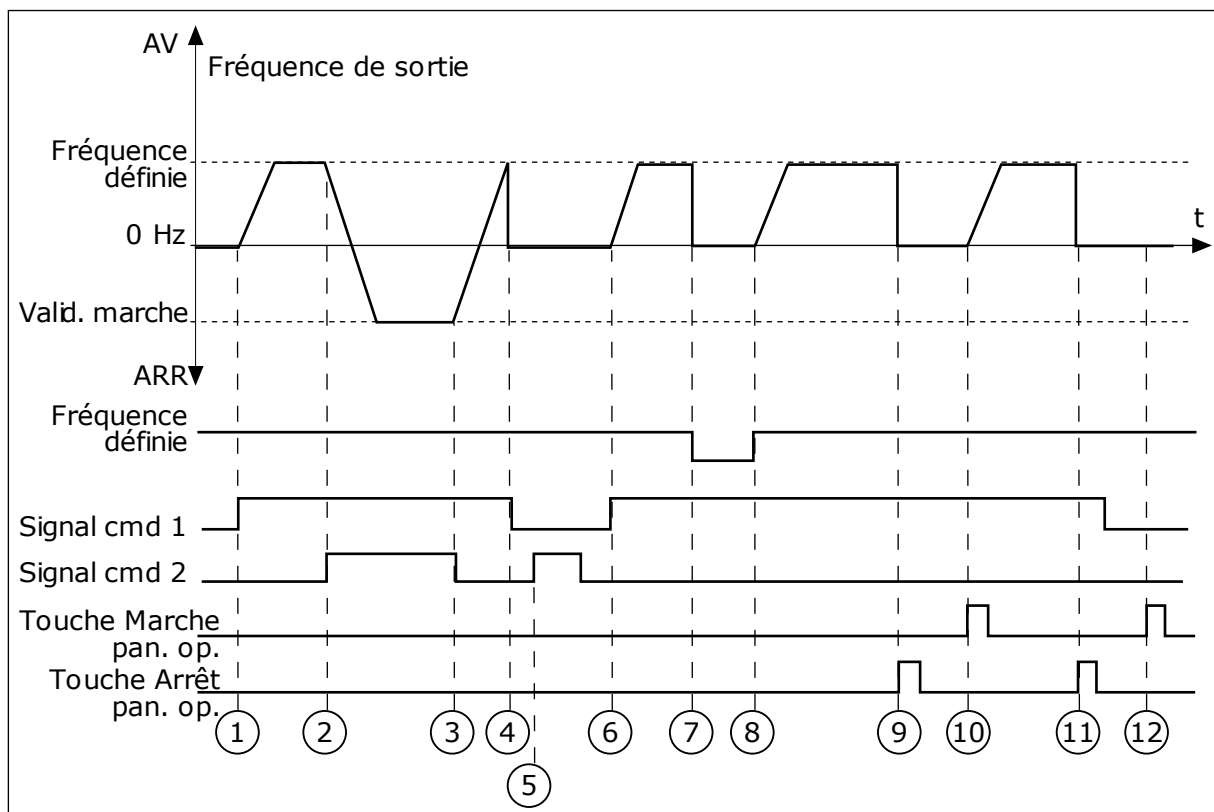 AV
Fréquence de sortie
Fréquence
définie
0 Hz
t
Valid. marche
ARR
Fréquence
définie
Signal cmd 1
Signal cmd 2
Touche Marche
pan. op.
Touche Arrêt
pan. op.
1 2 3 4 6 7 8 9 10 11 12
5